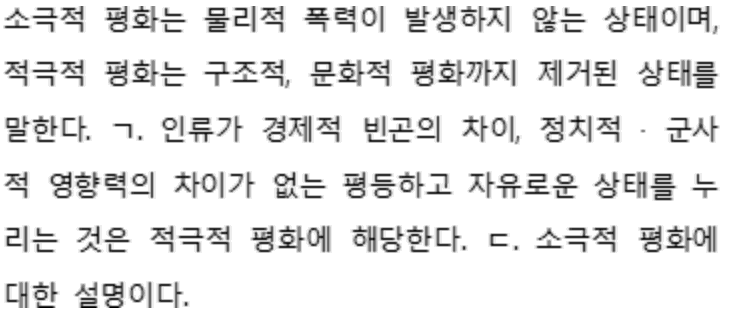 소극적 평화는 물리적 폭력이 발생하지 않는 상태이며,
적극적 평화는 구조적, 문화적 평화까지 제거된 상태를
말한다. ㄱ. 인류가 경제적 빈곤의 차이, 정치적 · 군사
적 영향력의 차이가 없는 평등하고 자유로운 상태를 누
리는 것은 적극적 평화에 해당한다. ㄷ. 소극적 평화에
대한 설명이다.